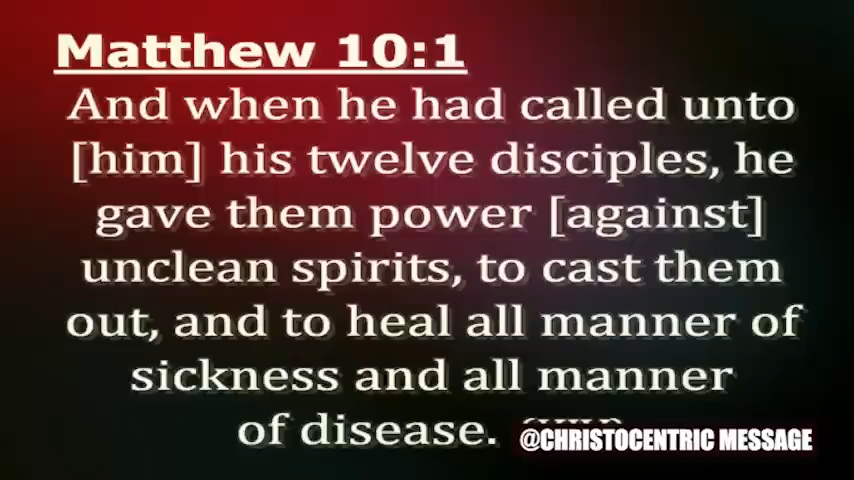 Matthew 10:1
And when he had called unto
[him] his twelve disciples, he
gave them power [against]
unclean spirits, to cast them
out, and to heal all manner of
sickness and all manner
of disease.
@CHRISTOCENTRIC MESSAGE